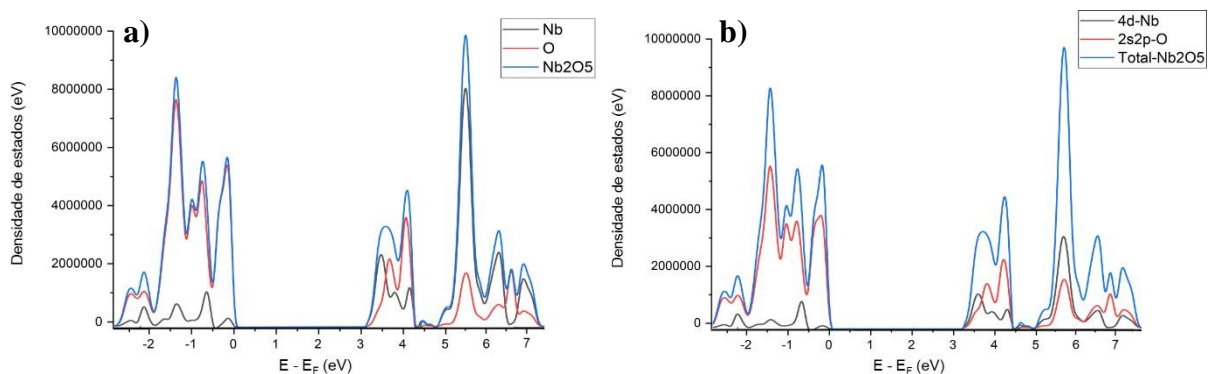 a)
Nb
O
Nb2O5
Densidade de estados (eV)
10000000
8000000
6000000
4000000
2000000
0
-2 -1 0 1 2 3 4 5 6 7
E - EF (eV)
b)
4d-Nb
2s2p-O
Total-Nb2O5
Densidade de estados (eV)
10000000
8000000
6000000
4000000
2000000
0
-2 -1 0 1 2 3 4 5 6 7
E - EF (eV)